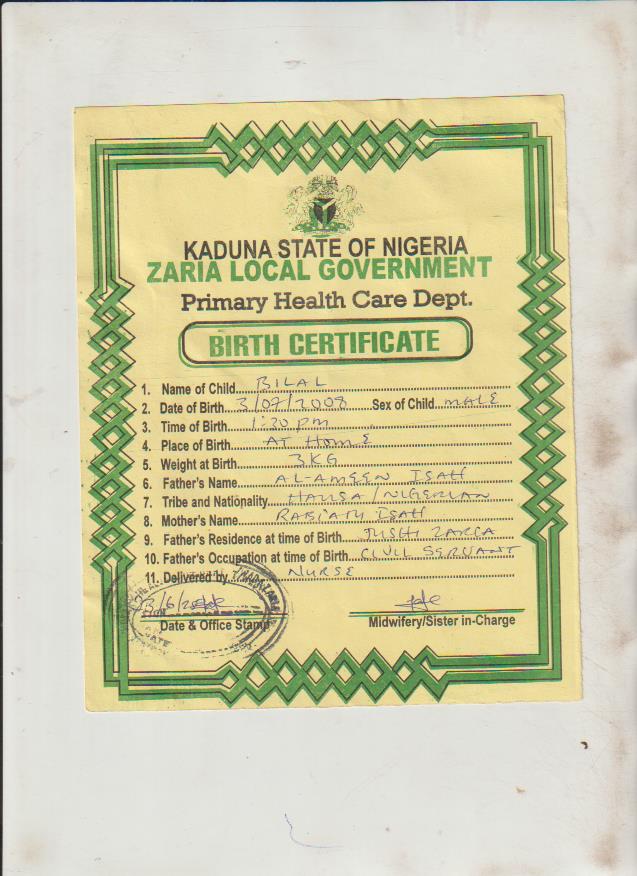 KADUNA STATE OF NIGERIA
ZARIA LOCAL GOVERNMENT
Primary Health Care Dept.
BIRTH CERTIFICATE
1. Name of Child BILAL
2. Date of Birth 3/07/2008 Sex of Child MALE
3. Time of Birth 1:30 pm
4. Place of Birth AT HOME
5. Weight at Birth 3KG
6. Father's Name AL-AMEEN ISAH
7. Tribe and Nationality HAUSA/NIGERIAN
8. Mother's Name RABIATU ISAH
9. Father's Residence at time of Birth JUSHI ZARIA
10. Father's Occupation at time of Birth CIVIL SERVANT
11. Delivered by NURSE
Date & Office Stamp Midwifery/Sister in-Charge